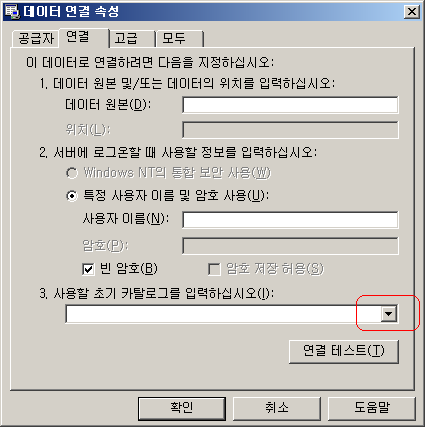 데이터 연결 속성
공급자 연결 고급 모두
이 데이터로 연결하려면 다음을 지정하십시오:
1. 데이터 원본 및/또는 데이터의 위치를 입력하십시오:
데이터 원본(D):
위치(L):
2. 서버에 로그온할 때 사용할 정보를 입력하십시오:
Windows NT의 통합 보안 사용(W)
특정 사용자 이름 및 암호 사용(U):
사용자 이름(N):
암호(P):
빈 암호(B) 암호 저장 허용(S)
3. 사용할 초기 카탈로그를 입력하십시오(I):
연결 테스트(T)
확인 취소 도움말